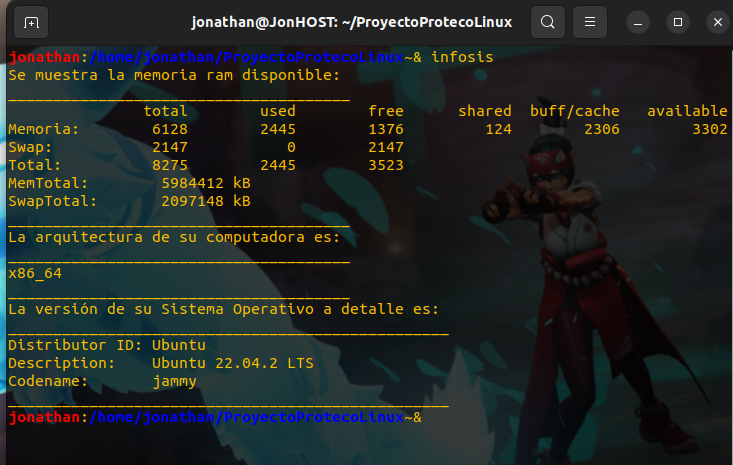 jonathan@JonHOST: ~/ProyectoProtecoLinux
jonathan:/home/jonathan/ProyectoProtecoLinux~& infosis
Se muestra la memoria ram disponible:
______________________________________
total used free shared buff/cache available
Memoria: 6128 2445 1376 124 2306 3302
Swap: 2147 0 2147
Total: 8275 2445 3523
MemTotal: 5984412 kB
SwapTotal: 2097148 kB
______________________________________
La arquitectura de su computadora es:
______________________________________
x86_64
______________________________________
La versión de su Sistema Operativo a detalle es:
_________________________________________________
Distributor ID: Ubuntu
Description: Ubuntu 22.04.2 LTS
Codename: jammy
_________________________________________________
jonathan:/home/jonathan/ProyectoProtecoLinux~&